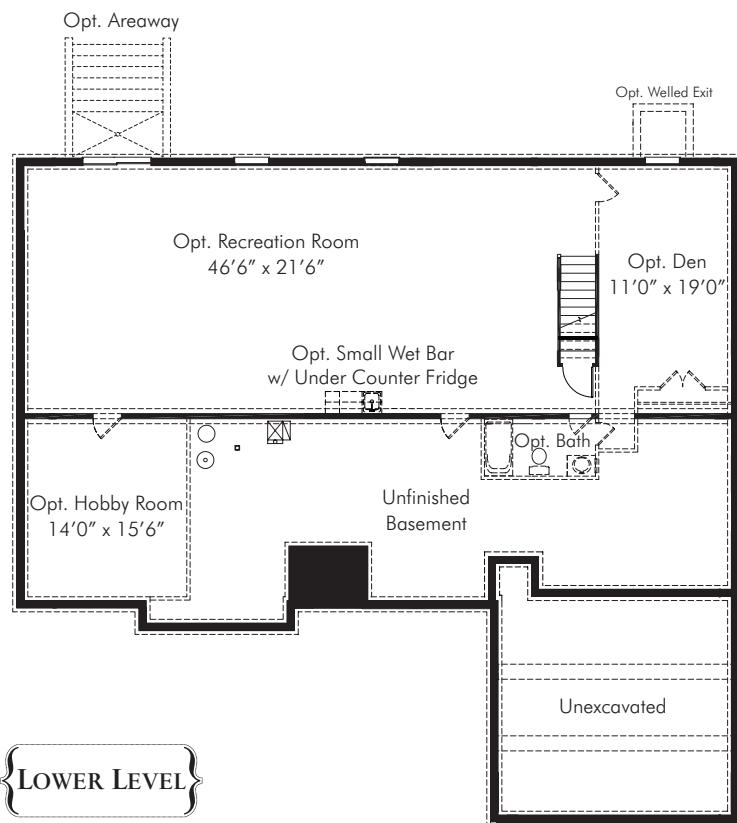 Opt. Areaway
Opt. Welled Exit
Opt. Recreation Room
46'6" x 21'6"
Opt. Den
11'0" x 19'0"
Opt. Small Wet Bar
w/ Under Counter Fridge
Opt. Bath
Opt. Hobby Room
14'0" x 15'6"
Unfinished
Basement
Unexcavated
{LOWER LEVEL}